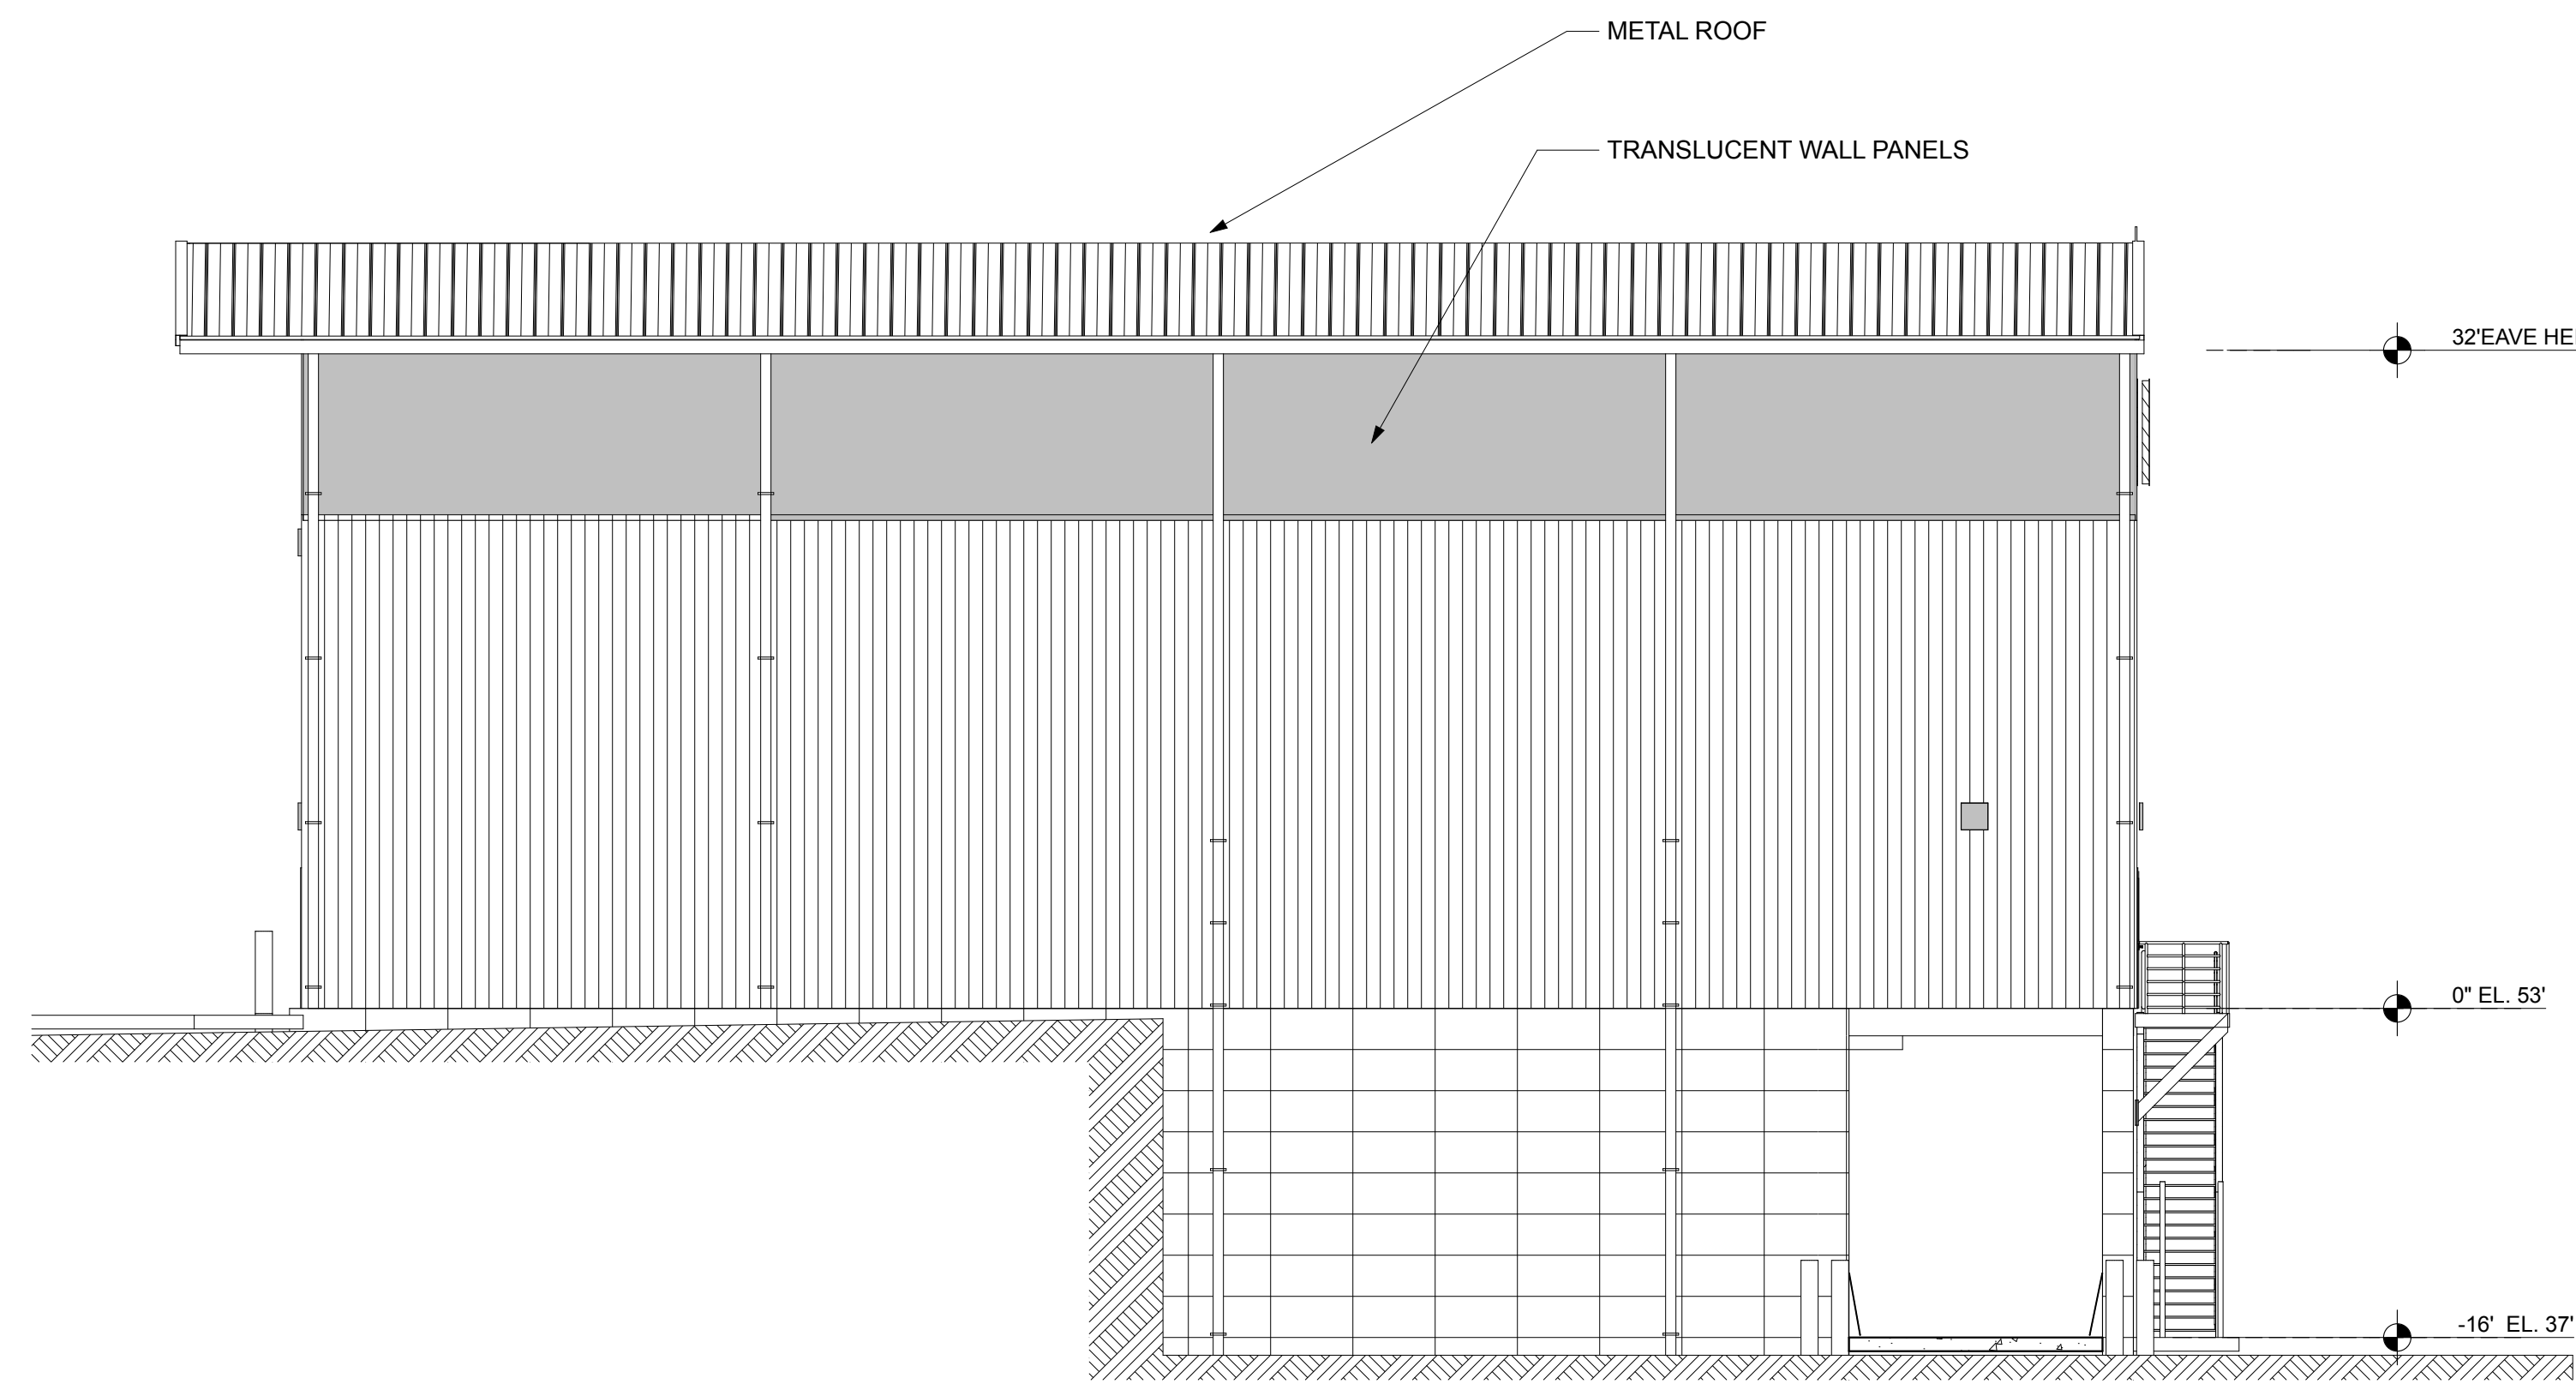 METAL ROOF
TRANSLUCENT WALL PANELS
32'EAVE HE
0" EL. 53'
-16' EL. 37'